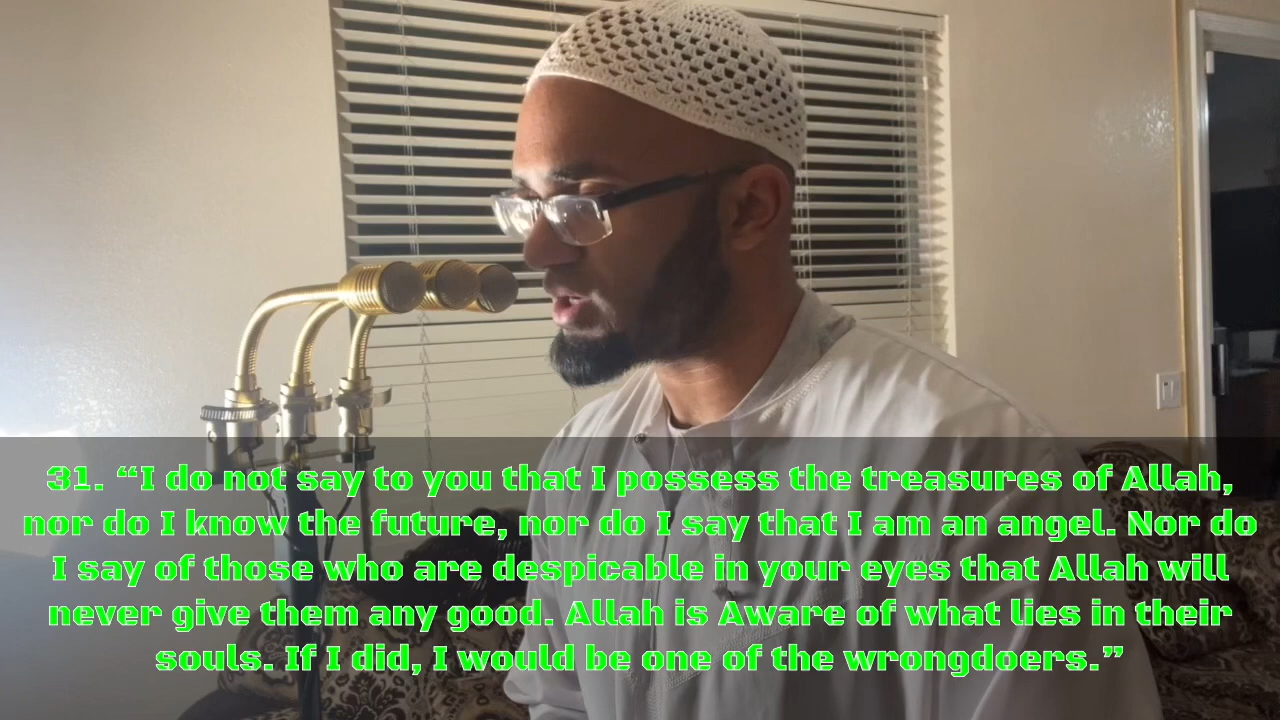 31. “I do not say to you that I possess the treasures of Allah,
nor do I know the future, nor do I say that I am an angel. Nor do
I say of those who are despicable in your eyes that Allah will
never give them any good. Allah is Aware of what lies in their
souls. If I did, I would be one of the wrongdoers.”